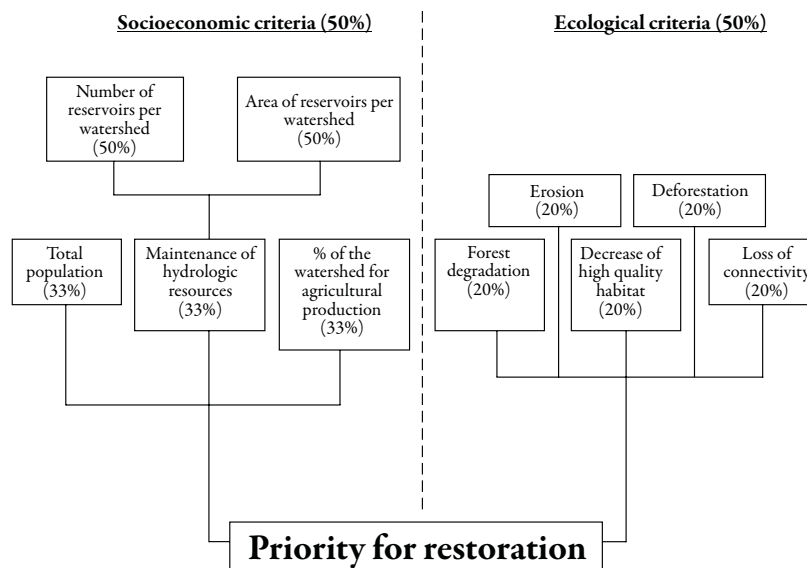 Socioeconomic criteria (50%)
Number of
reservoirs per
watershed
(50%)
Area of reservoirs per
watershed
(50%)
Total
population
(33%)
Maintenance of
hydrologic
resources
(33%)
% of the
watershed for
agricultural
production
(33%)
Ecological criteria (50%)
Erosion
(20%)
Deforestation
(20%)
Forest
degradation
(20%)
Decrease of
high quality
habitat
(20%)
Loss of
connectivity
(20%)
Priority for restoration